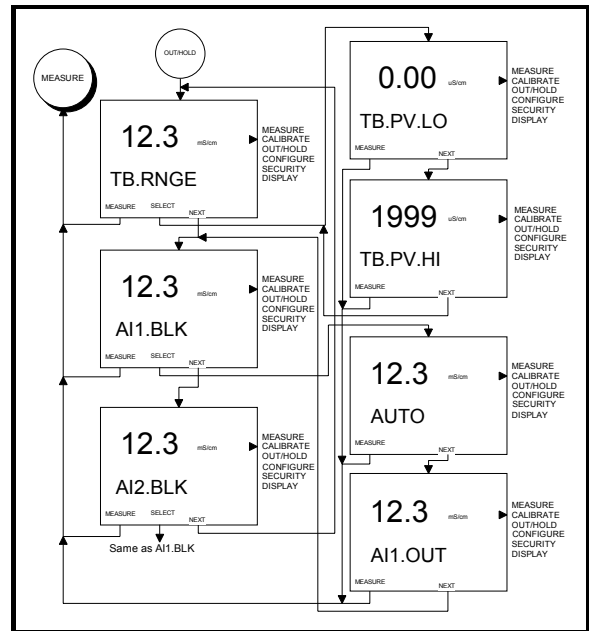 MEASURE
OUT/HOLD
12.3 mS/cm
TB.RNGE
MEASURE SELECT NEXT
MEASURE
CALIBRATE
OUT/HOLD
CONFIGURE
SECURITY
DISPLAY
12.3 mS/cm
AI1.BLK
MEASURE SELECT NEXT
MEASURE
CALIBRATE
OUT/HOLD
CONFIGURE
SECURITY
DISPLAY
12.3 mS/cm
AI2.BLK
MEASURE SELECT NEXT
MEASURE
CALIBRATE
OUT/HOLD
CONFIGURE
SECURITY
DISPLAY
Same as AI1.BLK
0.00 uS/cm
TB.PV.LO
MEASURE NEXT
MEASURE
CALIBRATE
OUT/HOLD
CONFIGURE
SECURITY
DISPLAY
1999 uS/cm
TB.PV.HI
MEASURE NEXT
MEASURE
CALIBRATE
OUT/HOLD
CONFIGURE
SECURITY
DISPLAY
12.3 mS/cm
AUTO
MEASURE NEXT
MEASURE
CALIBRATE
OUT/HOLD
CONFIGURE
SECURITY
DISPLAY
12.3 mS/cm
AI1.OUT
MEASURE NEXT
MEASURE
CALIBRATE
OUT/HOLD
CONFIGURE
SECURITY
DISPLAY